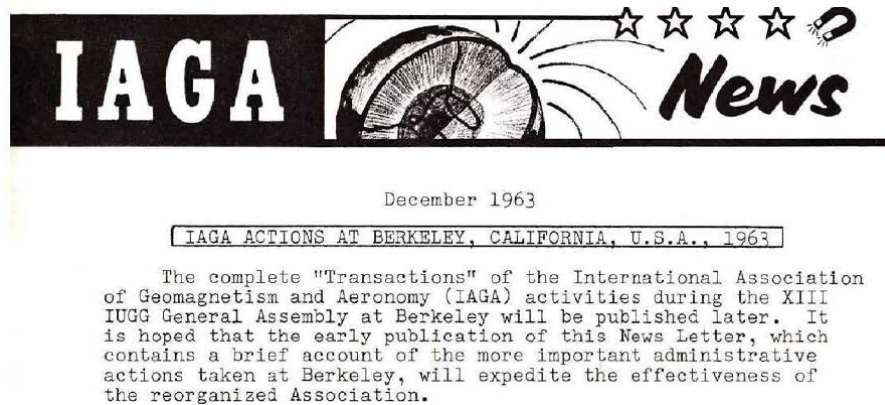 IAGA
News
December 1963
IAGA ACTIONS AT BERKELEY, CALIFORNIA, U.S.A., 1963
The complete "Transactions" of the International Association
of Geomagnetism and Aeronomy (IAGA) activities during the XIII
IUGG General Assembly at Berkeley will be published later. It
is hoped that the early publication of this News Letter, which
contains a brief account of the more important administrative
actions taken at Berkeley, will expedite the effectiveness of
the reorganized Association.